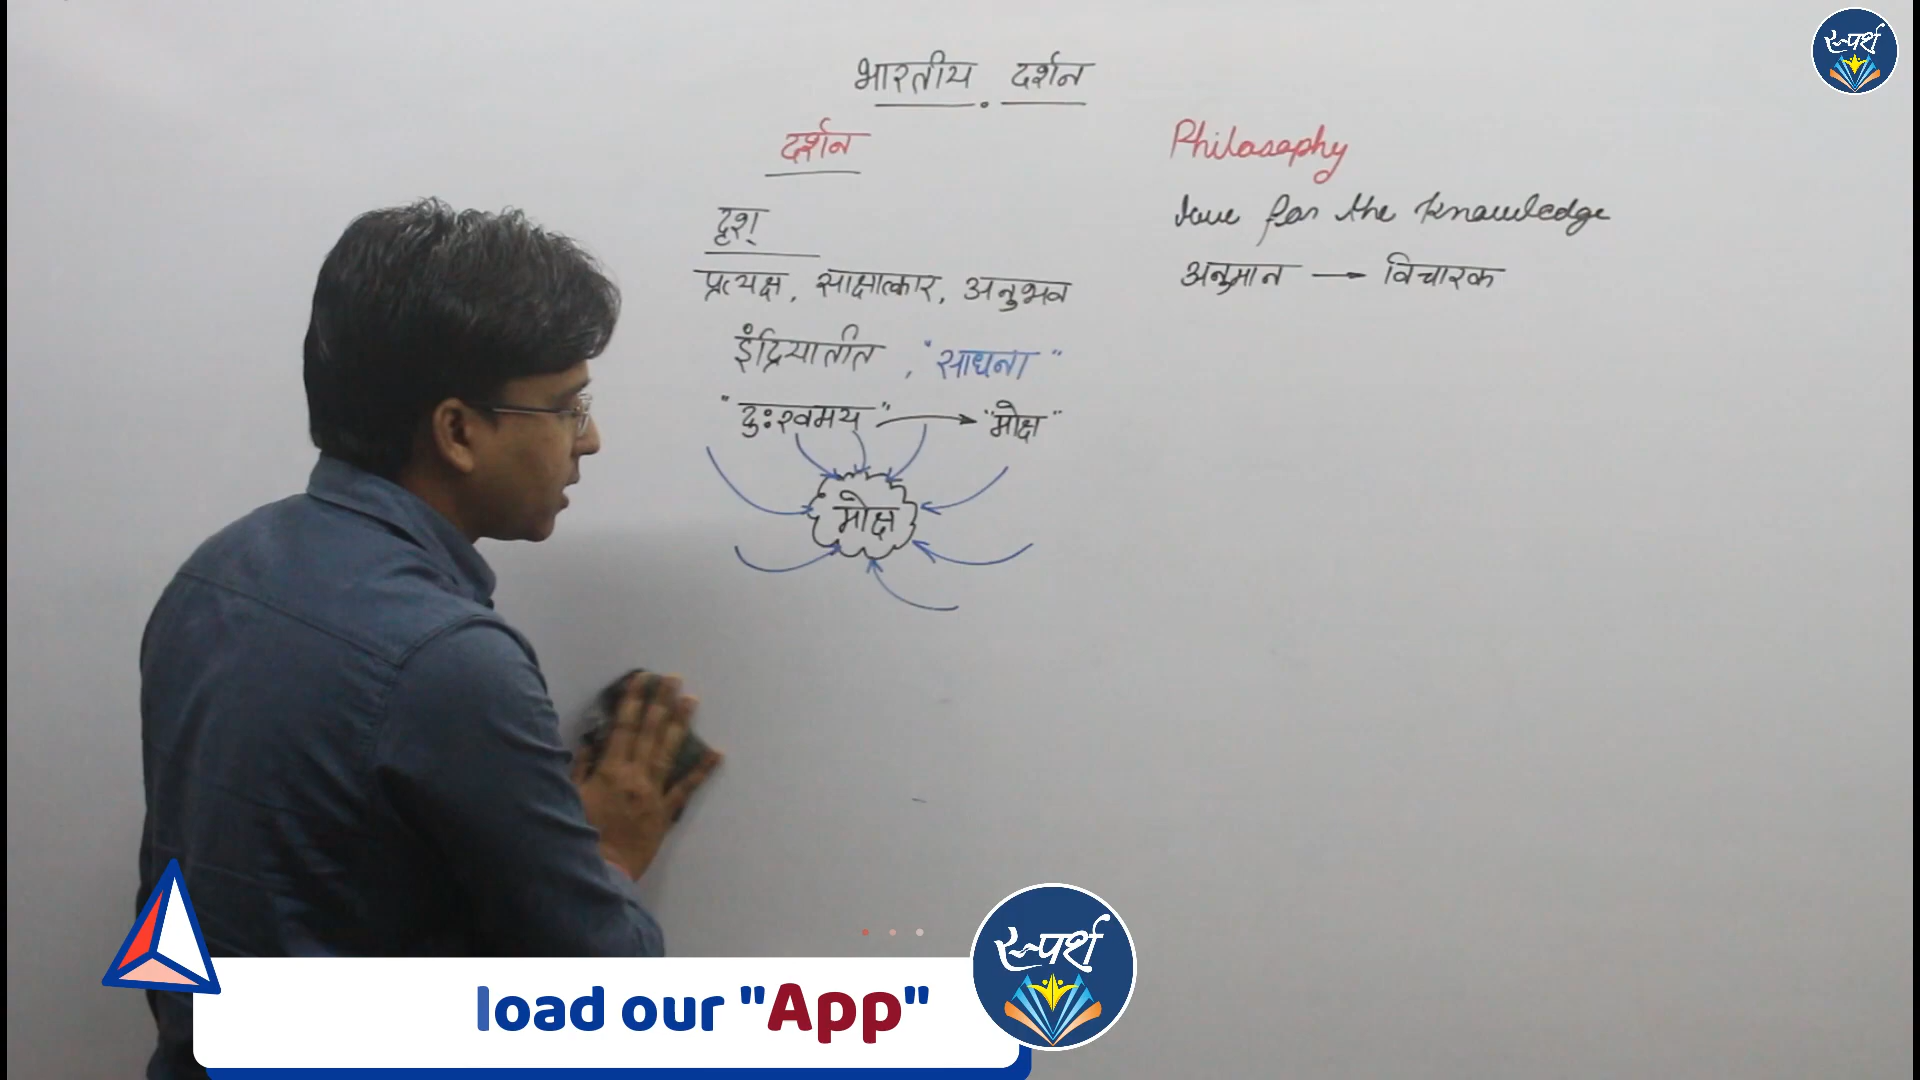 स्पर्श
भारतीय दर्शन
दर्शन
Philosophy
दृश्
love for the knowledge
प्रत्यक्ष, साक्षात्कार, अनुभव
अनुमान → विचारक
इंद्रियातीत, "साधना"
"दुःखमय" → "मोक्ष"
मोक्ष
स्पर्श
load our "App"